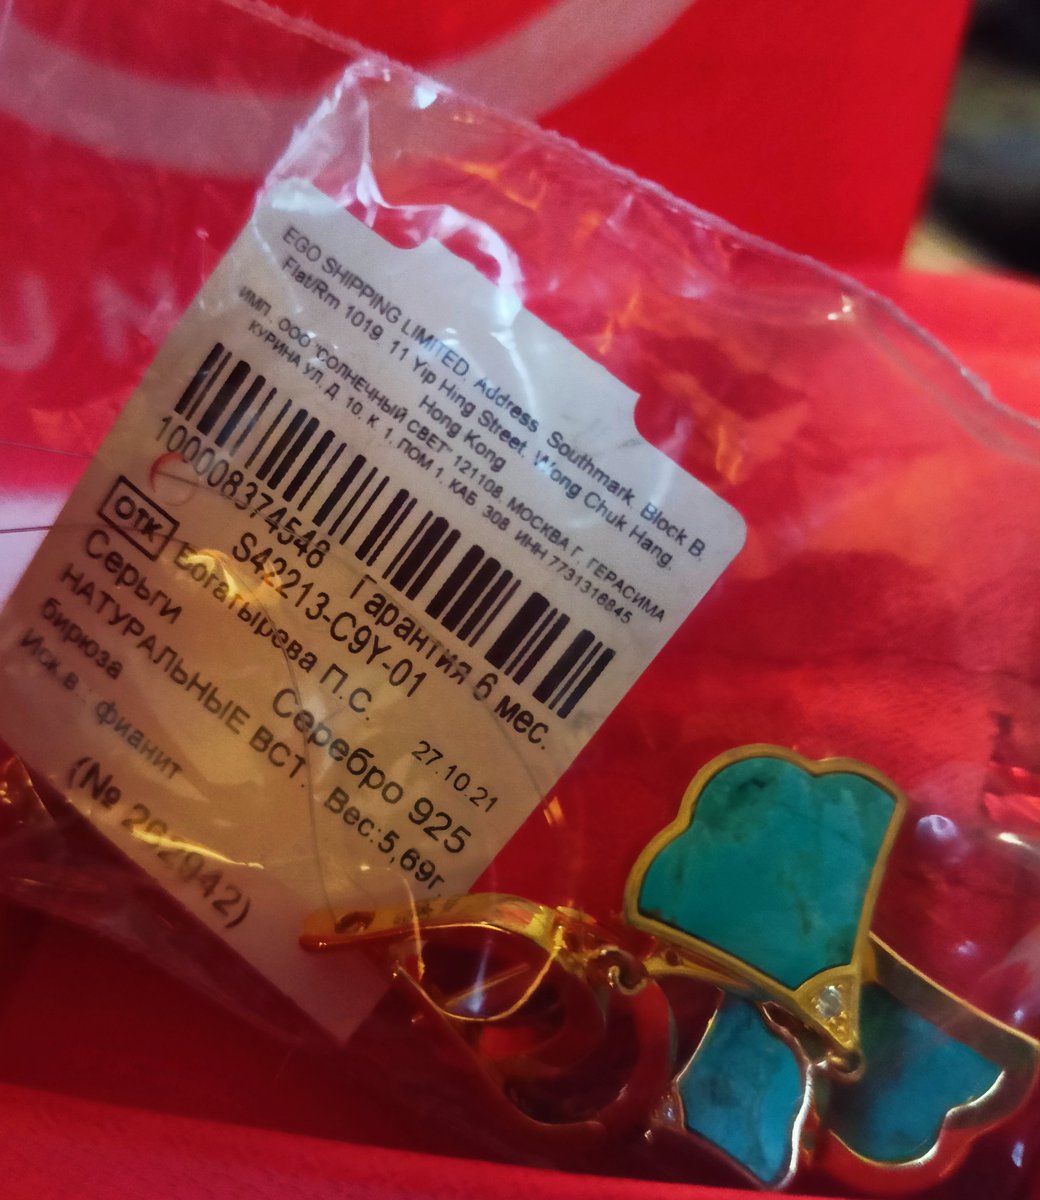 EGO SHIPPING LIMITED. Address. Southmark. Block B.
Flat/Rm 1019. 11 Yip Hing Street. Wong Chuk Hang.
Hong Kong
ИМП. ООО "СОЛНЕЧНЫЙ СВЕТ" 121108. МОСКВА Г. ГЕРАСИМА
КУРИНА УЛ. Д. 10. К 1. ПОМ 1. КАБ 308. ИНН 7731316845
1000083745​46 Гарантия 6 мес.
S42213-C9Y-01
ОТК Богатырева П.С. 27.10.21
Серьги Серебро 925
НАТУРАЛЬНЫЕ ВСТ. Вес:5,69г
бирюза
Иск.в.: фианит
(№ 202942)
UN